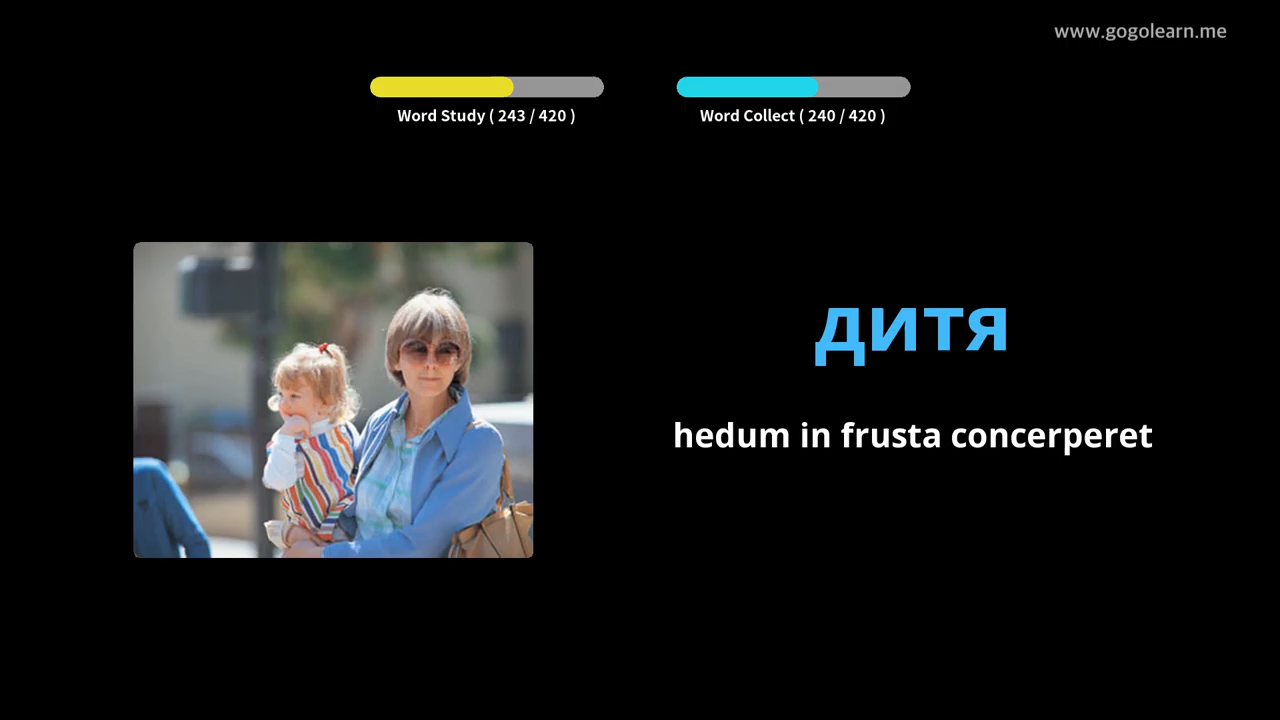 www.gogolearn.me
Word Study ( 243 / 420 )
Word Collect ( 240 / 420 )
дитя
hedum in frusta concerperet